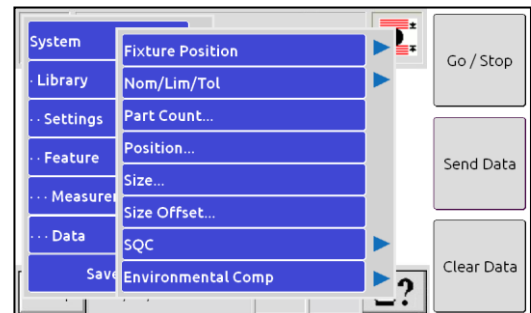 System
· Library
· · Settings
· · Feature
· · · Measurer
· · · Data
Save
Fixture Position
Nom/Lim/Tol
Part Count...
Position...
Size...
Size Offset...
SQC
Environmental Comp
?
Go / Stop
Send Data
Clear Data